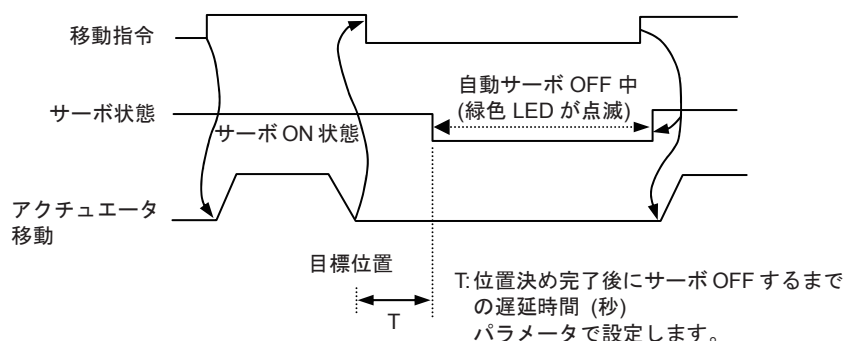 移動指令
自動サーボ OFF 中
(緑色 LED が点滅)
サーボ状態
サーボ ON 状態
アクチュエータ
移動
目標位置
T
T: 位置決め完了後にサーボ OFF するまで
の遅延時間 (秒)
パラメータで設定します。